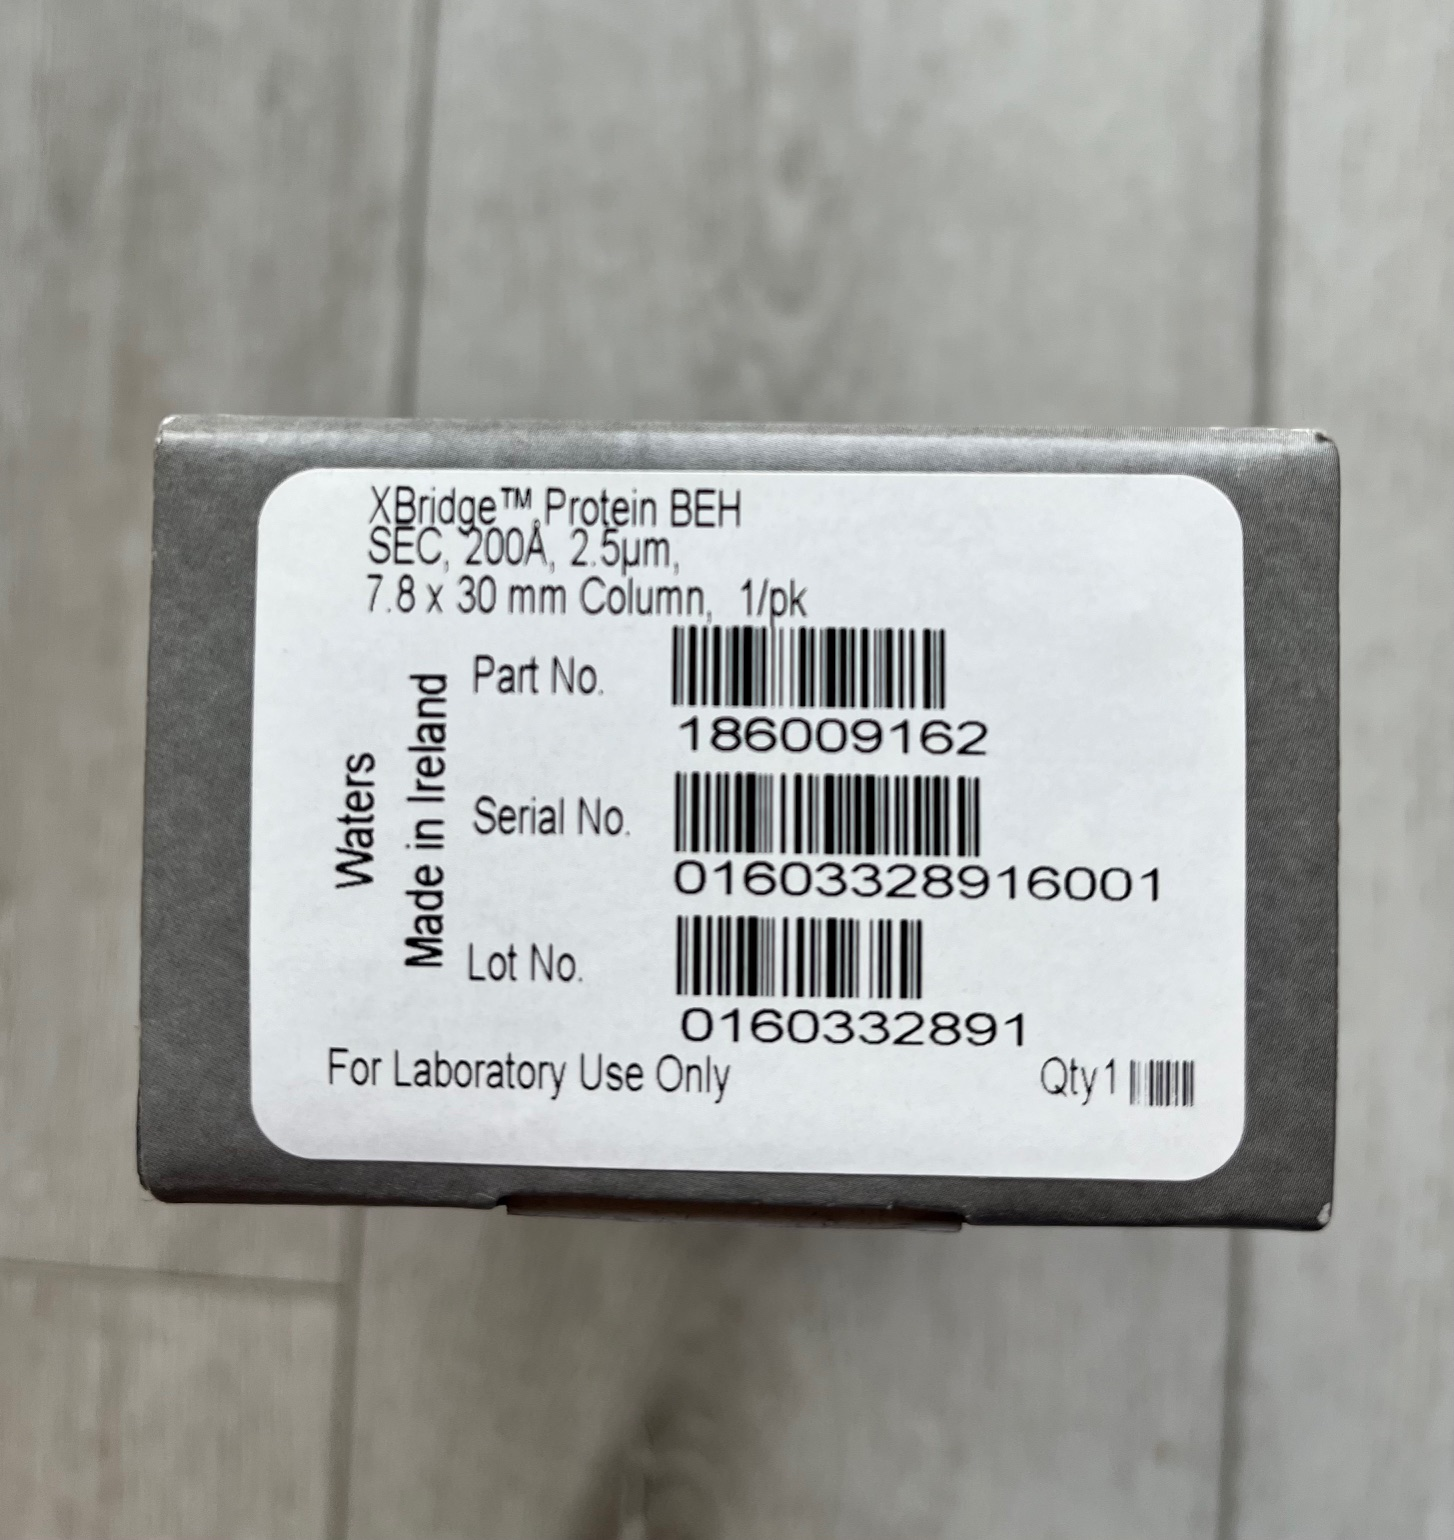 XBridge™ Protein BEH
SEC, 200Å, 2.5µm,
7.8 x 30 mm Column, 1/pk
Waters
Made in Ireland
Part No.
186009162
Serial No.
01603328916001
Lot No.
0160332891
For Laboratory Use Only
Qty 1